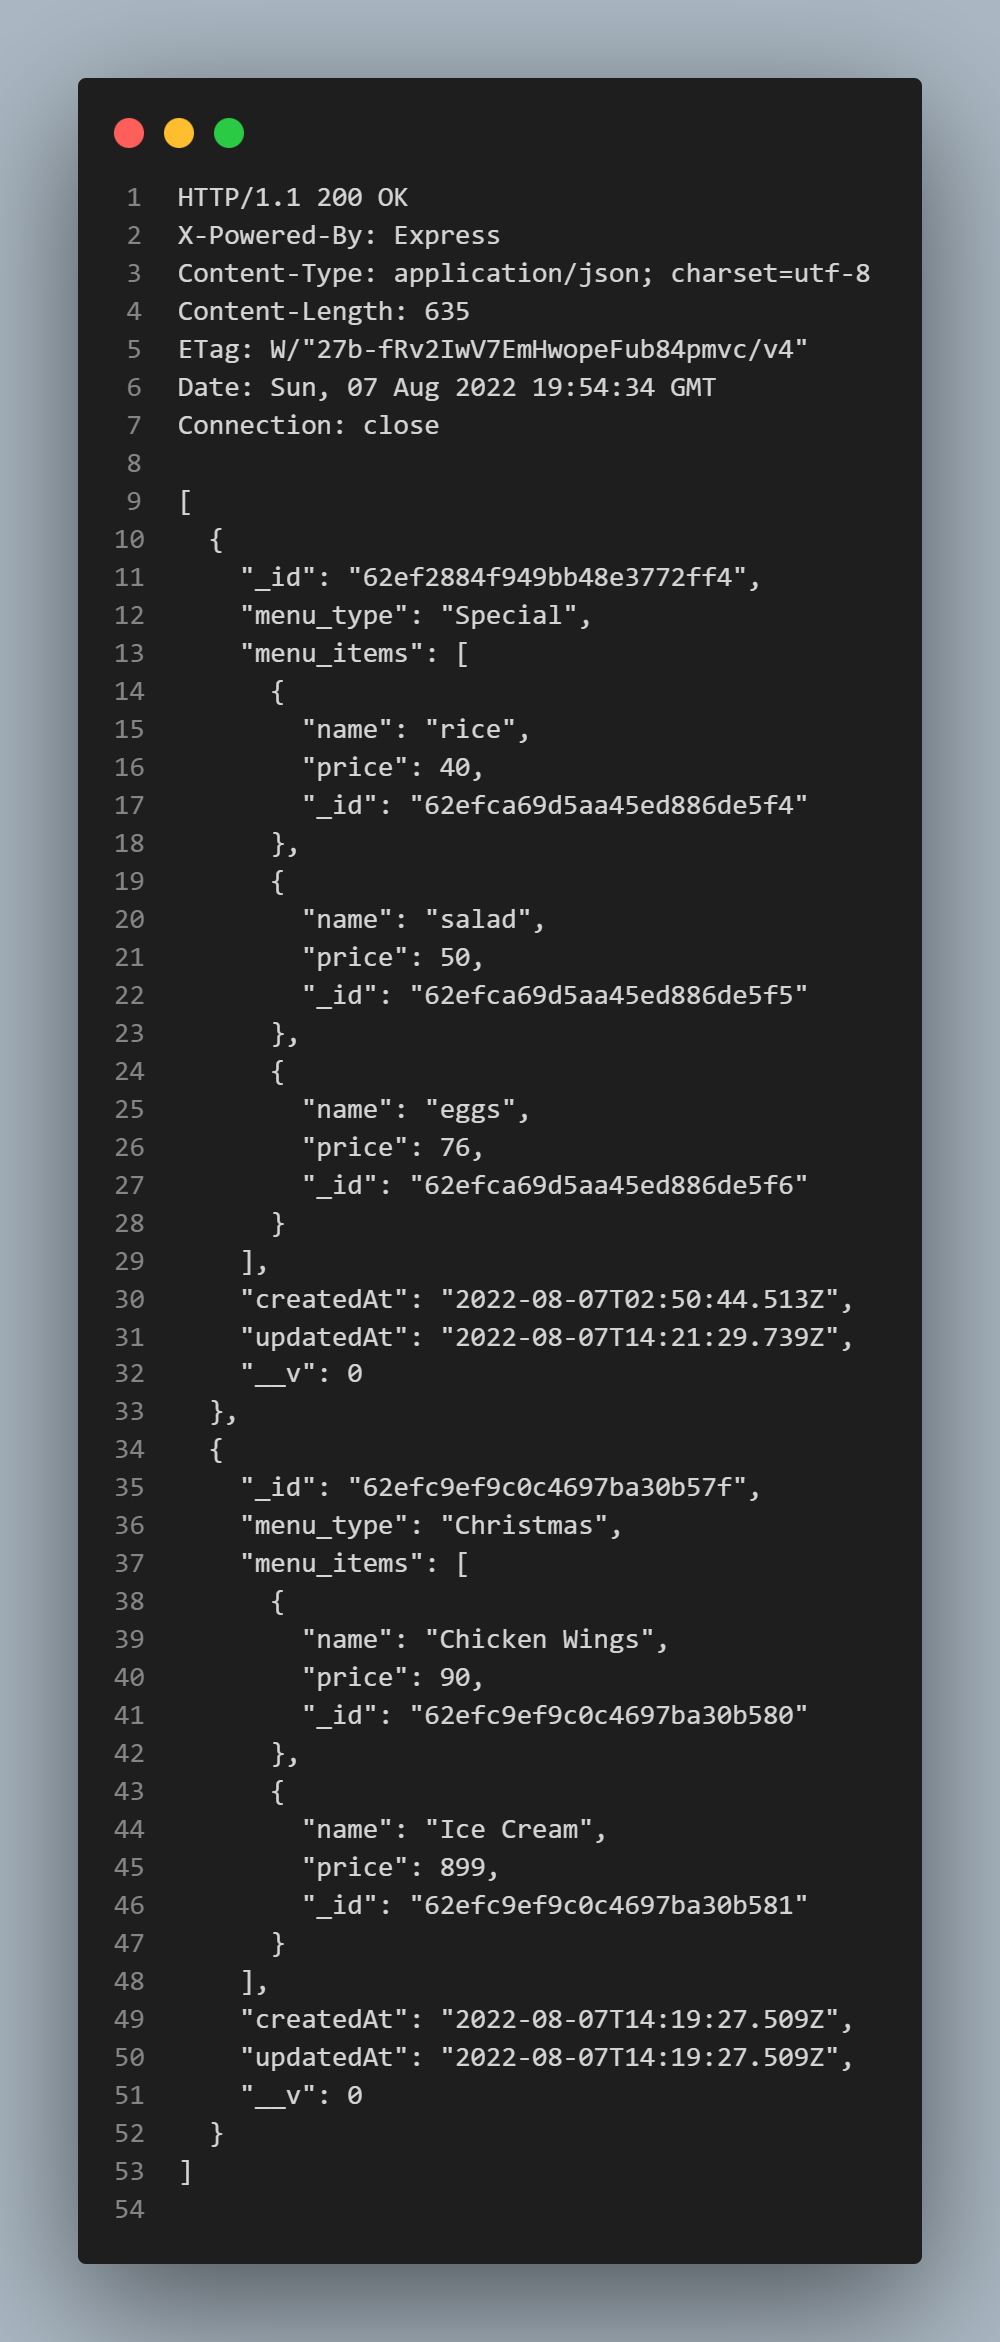 1 HTTP/1.1 200 OK
2 X-Powered-By: Express
3 Content-Type: application/json; charset=utf-8
4 Content-Length: 635
5 ETag: W/"27b-fRv2IwV7EmHwopeFub84pmvc/v4"
6 Date: Sun, 07 Aug 2022 19:54:34 GMT
7 Connection: close
8
9 [
10   {
11     "_id": "62ef2884f949bb48e3772ff4",
12     "menu_type": "Special",
13     "menu_items": [
14       {
15         "name": "rice",
16         "price": 40,
17         "_id": "62efca69d5aa45ed886de5f4"
18       },
19       {
20         "name": "salad",
21         "price": 50,
22         "_id": "62efca69d5aa45ed886de5f5"
23       },
24       {
25         "name": "eggs",
26         "price": 76,
27         "_id": "62efca69d5aa45ed886de5f6"
28       }
29     ],
30     "createdAt": "2022-08-07T02:50:44.513Z",
31     "updatedAt": "2022-08-07T14:21:29.739Z",
32     "__v": 0
33   },
34   {
35     "_id": "62efc9ef9c0c4697ba30b57f",
36     "menu_type": "Christmas",
37     "menu_items": [
38       {
39         "name": "Chicken Wings",
40         "price": 90,
41         "_id": "62efc9ef9c0c4697ba30b580"
42       },
43       {
44         "name": "Ice Cream",
45         "price": 899,
46         "_id": "62efc9ef9c0c4697ba30b581"
47       }
48     ],
49     "createdAt": "2022-08-07T14:19:27.509Z",
50     "updatedAt": "2022-08-07T14:19:27.509Z",
51     "__v": 0
52   }
53 ]
54